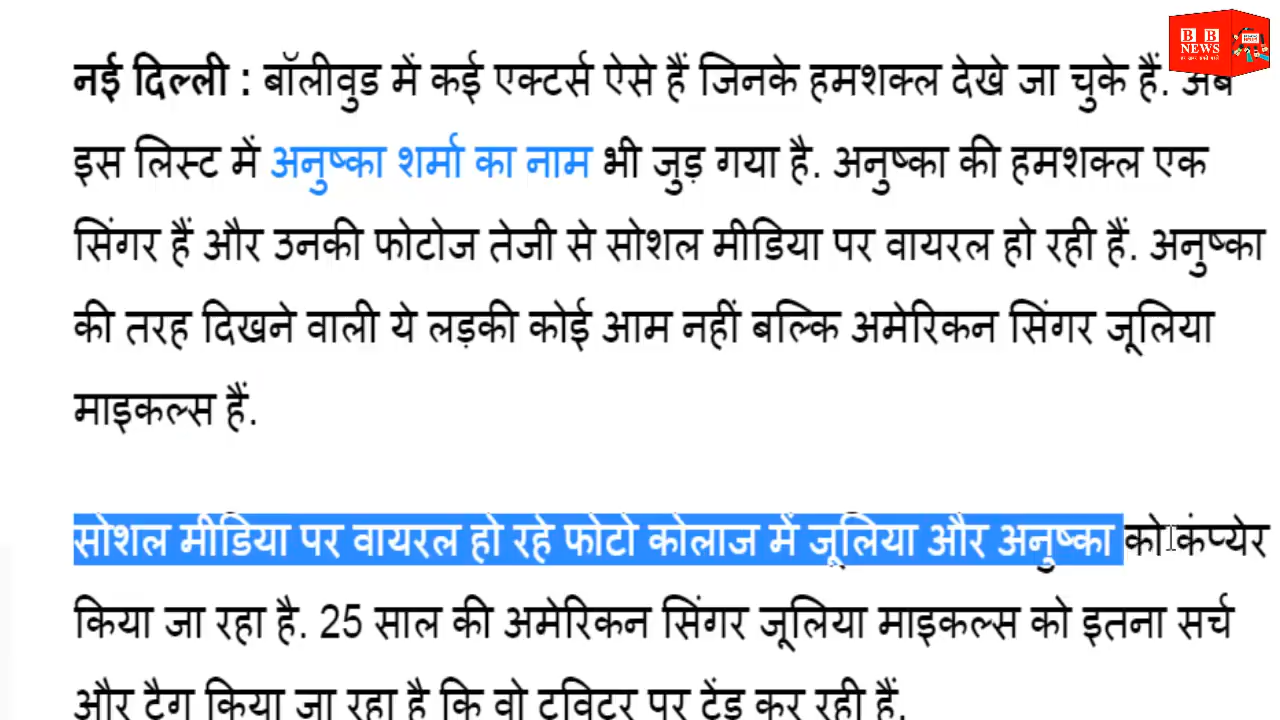 B B
NEWS
नई दिल्ली : बॉलीवुड में कई एक्टर्स ऐसे हैं जिनके हमशक्ल देखे जा चुके हैं. अब
इस लिस्ट में अनुष्का शर्मा का नाम भी जुड़ गया है. अनुष्का की हमशक्ल एक
सिंगर हैं और उनकी फोटोज तेजी से सोशल मीडिया पर वायरल हो रही हैं. अनुष्का
की तरह दिखने वाली ये लड़की कोई आम नहीं बल्कि अमेरिकन सिंगर जूलिया
माइकल्स हैं.
सोशल मीडिया पर वायरल हो रहे फोटो कोलाज में जूलिया और अनुष्का को कंप्येर
किया जा रहा है. 25 साल की अमेरिकन सिंगर जूलिया माइकल्स को इतना सर्च
और टैग किया जा रहा है कि वो ट्विटर पर ट्रेंड कर रही हैं.